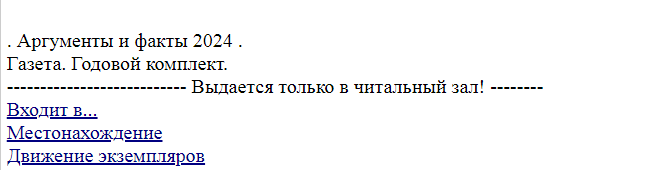 . Аргументы и факты 2024 .
Газета. Годовой комплект.
--------------------------- Выдается только в читальный зал! --------
Входит в...
Местонахождение
Движение экземпляров